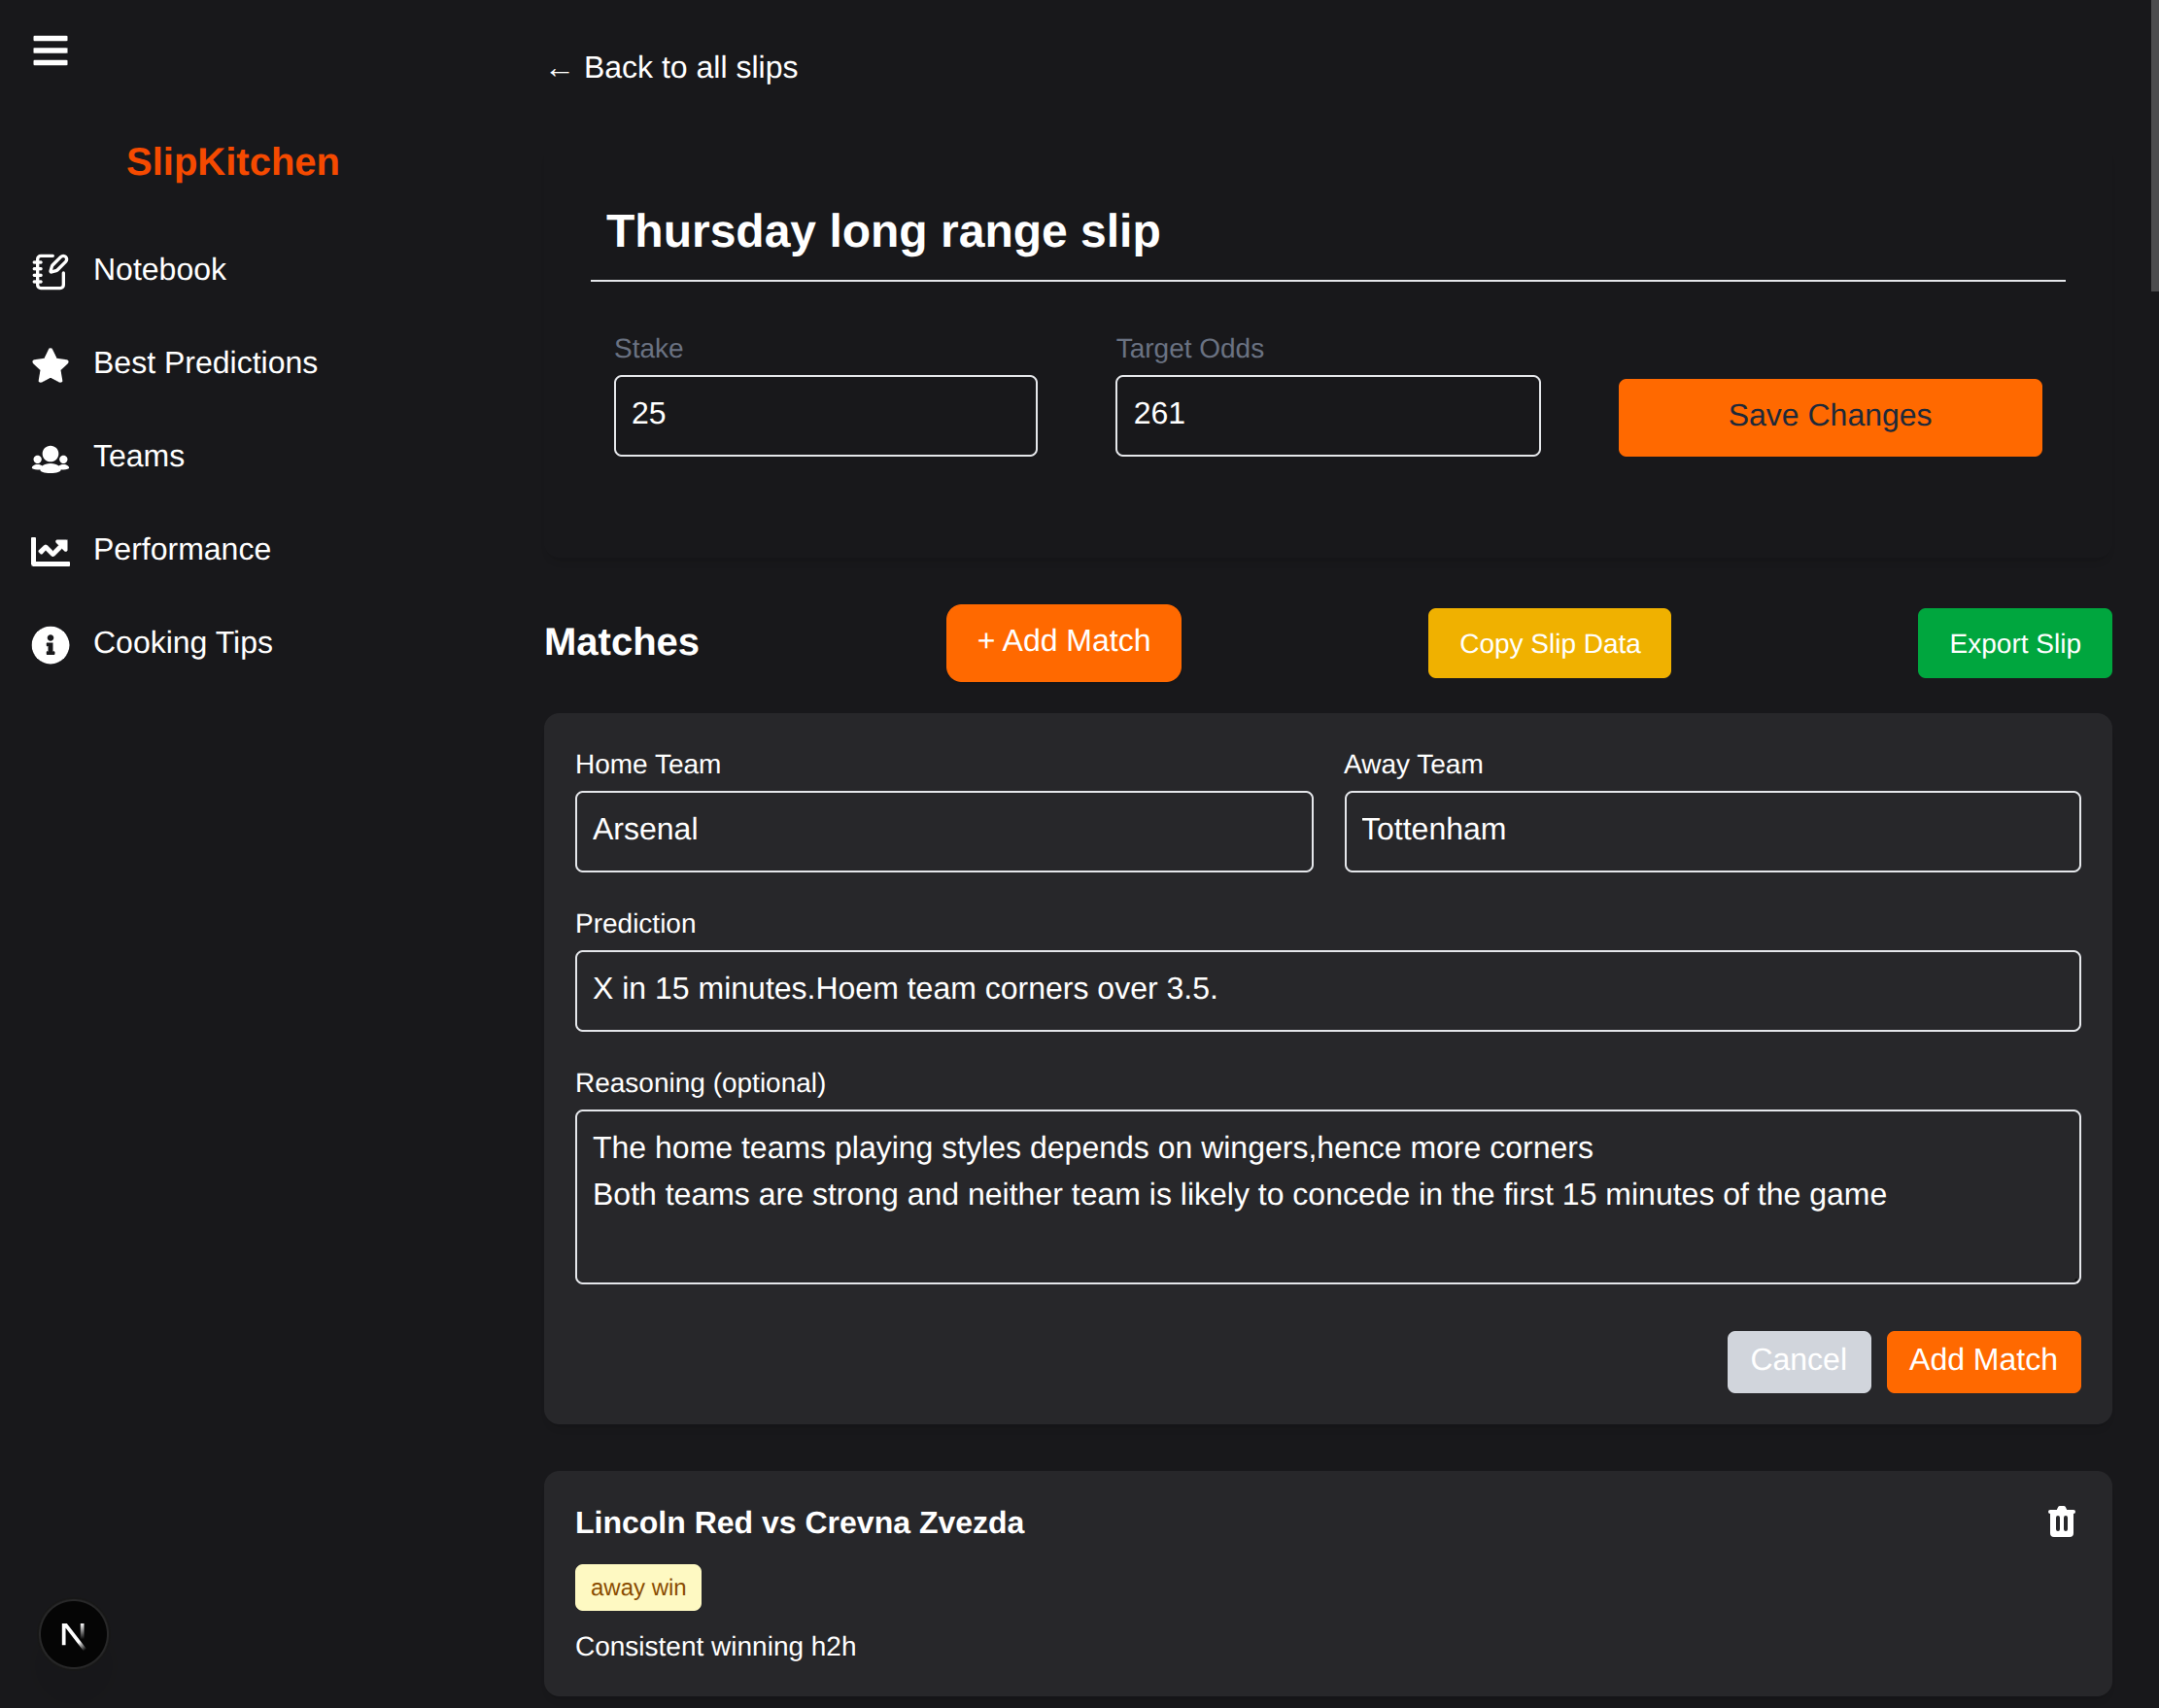 ← Back to all slips
SlipKitchen
Notebook
Best Predictions
Teams
Performance
Cooking Tips
Thursday long range slip
Stake
Target Odds
25
261
Save Changes
Matches
+ Add Match
Copy Slip Data
Export Slip
Home Team
Away Team
Arsenal
Tottenham
Prediction
X in 15 minutes.Hoem team corners over 3.5.
Reasoning (optional)
The home teams playing styles depends on wingers,hence more corners
Both teams are strong and neither team is likely to concede in the first 15 minutes of the game
Cancel
Add Match
Lincoln Red vs Crevna Zvezda
away win
Consistent winning h2h
N